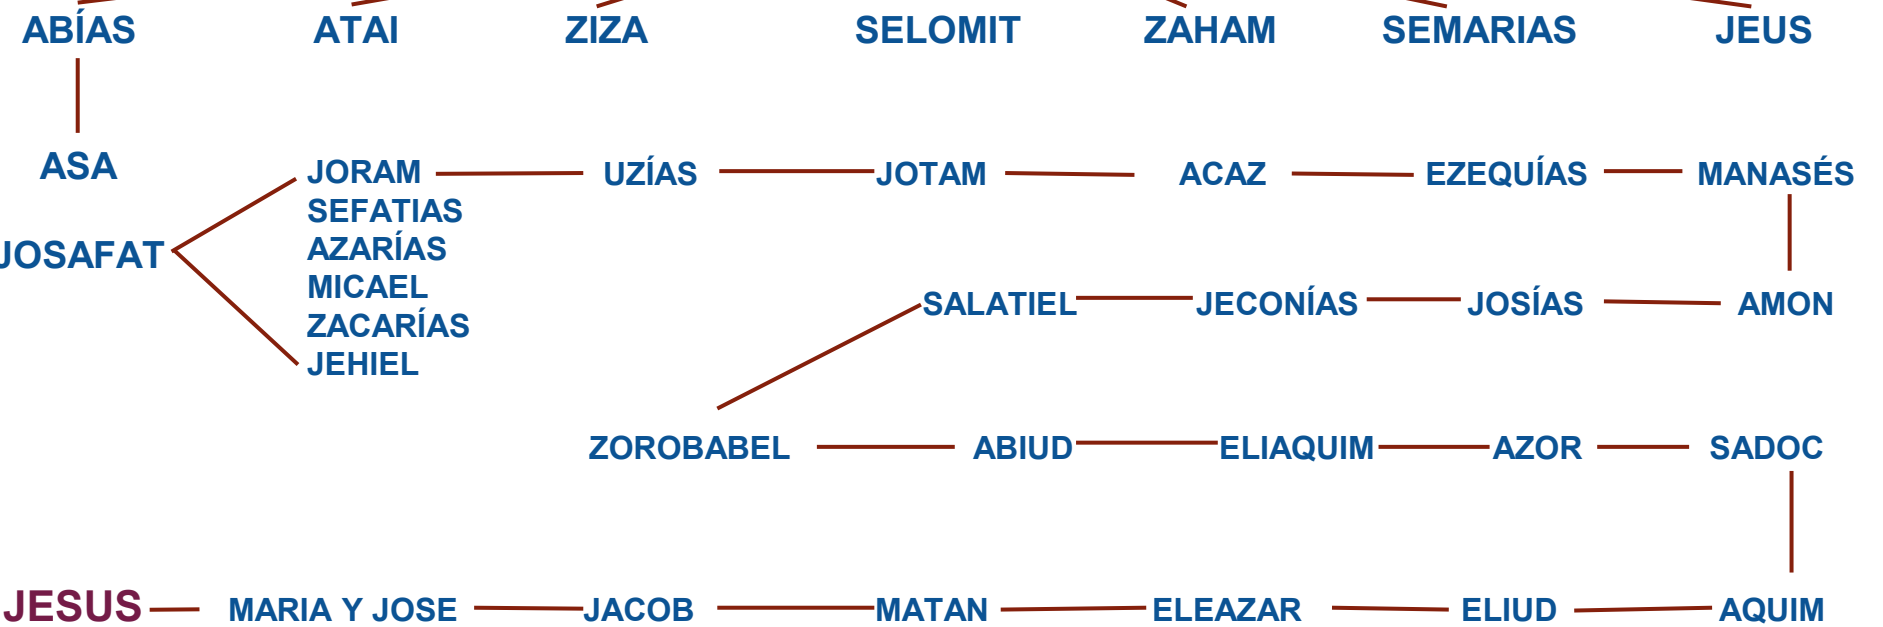 ABÍAS ATAI ZIZA SELOMIT ZAHAM SEMARIAS JEUS
ASA
JORAM UZÍAS JOTAM ACAZ EZEQUÍAS MANASÉS
SEFATIAS
JOSAFAT
AZARÍAS
MICAEL
ZACARÍAS
JEHIEL
SALATIEL JECONÍAS JOSÍAS AMON
ZOROBABEL ABIUD ELIAQUIM AZOR SADOC
JESUS MARIA Y JOSE JACOB MATAN ELEAZAR ELIUD AQUIM